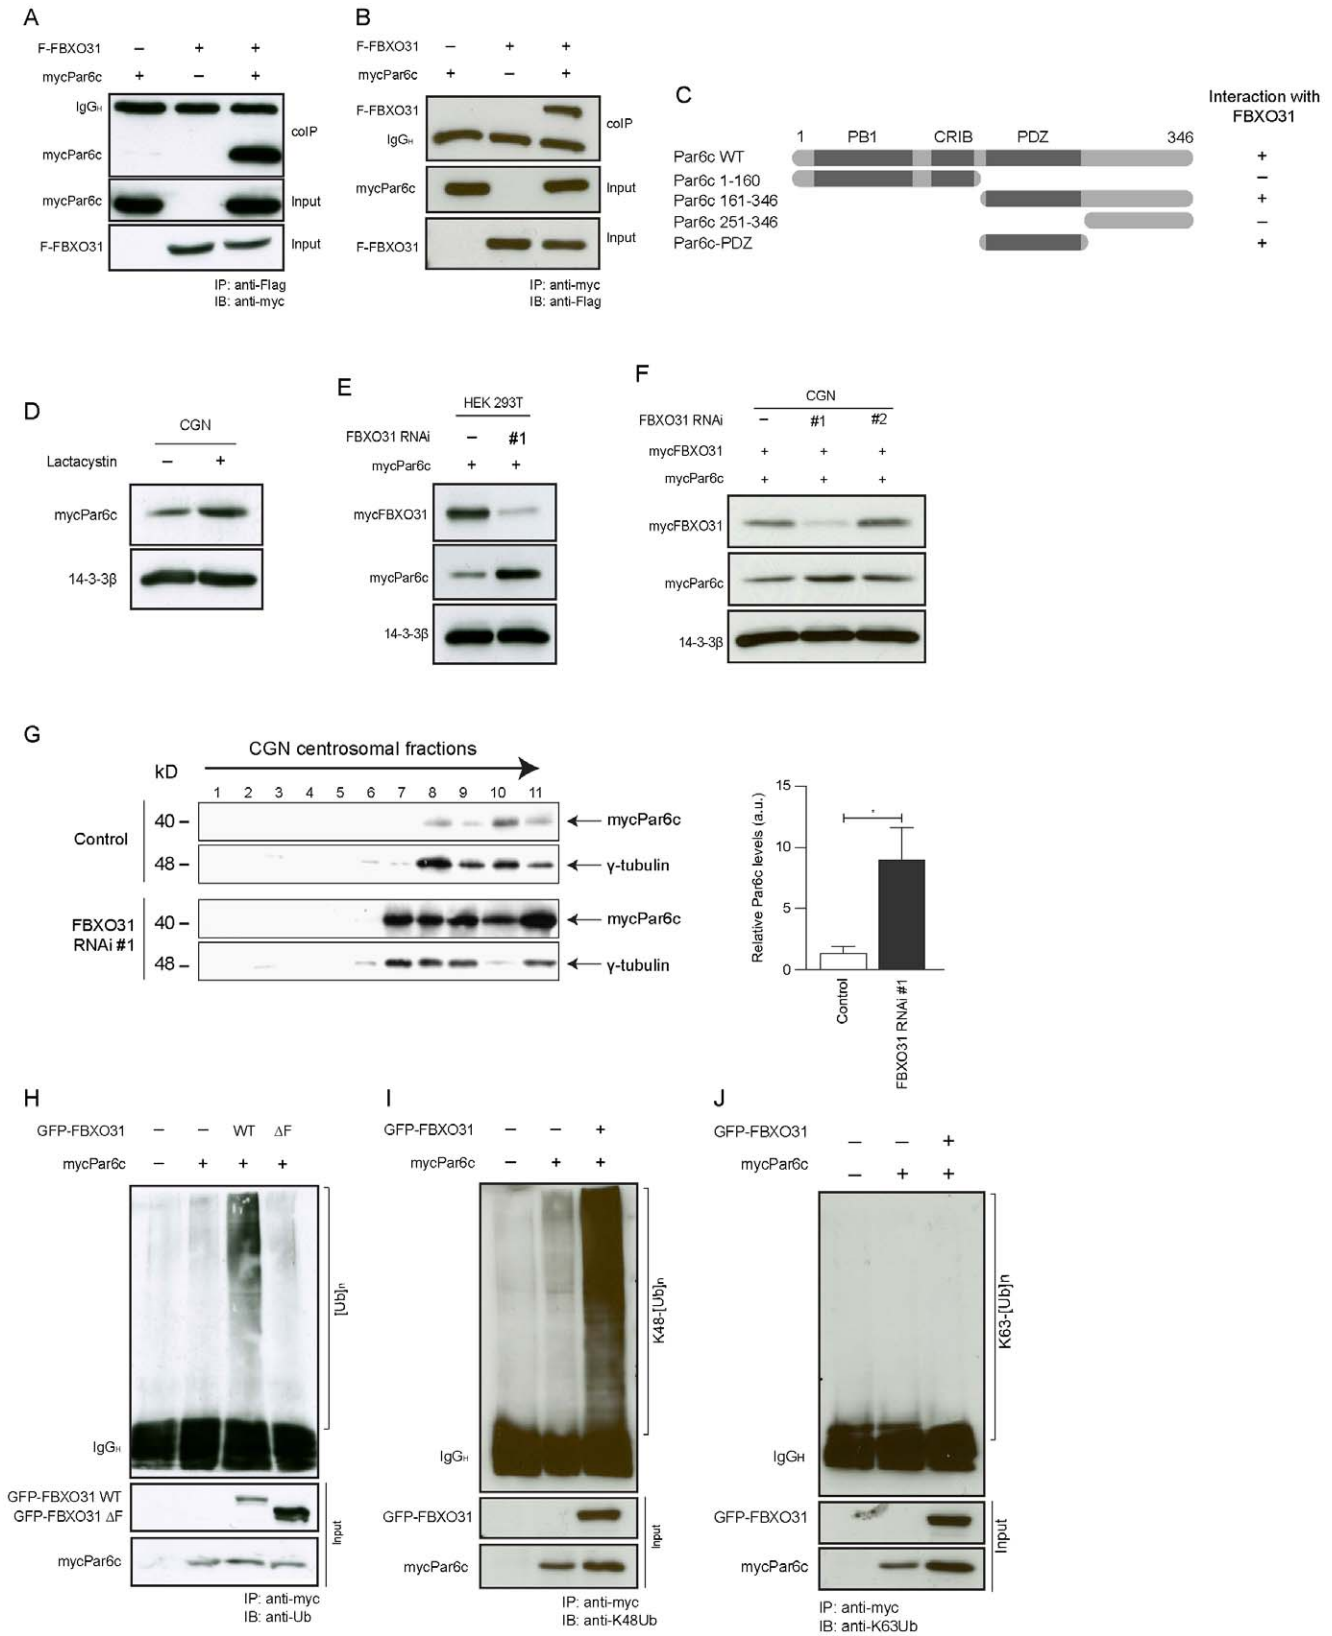 A
F-FBXO31 – + +
mycPar6c + – +
IgGH
mycPar6c
coIP
mycPar6c
Input
F-FBXO31
Input
IP: anti-Flag
IB: anti-myc
B
F-FBXO31 – + +
mycPar6c + – +
F-FBXO31
IgGH
coIP
mycPar6c
Input
F-FBXO31
Input
IP: anti-myc
IB: anti-Flag
C
Interaction with
FBXO31
1 PB1 CRIB PDZ 346
Par6c WT +
Par6c 1-160 –
Par6c 161-346 +
Par6c 251-346 –
Par6c-PDZ +
D
CGN
Lactacystin – +
mycPar6c
14-3-3β
E
HEK 293T
FBXO31 RNAi – #1
mycPar6c + +
mycFBXO31
mycPar6c
14-3-3β
F
CGN
FBXO31 RNAi – #1 #2
mycFBXO31 + + +
mycPar6c + + +
mycFBXO31
mycPar6c
14-3-3β
G
CGN centrosomal fractions
kD
1 2 3 4 5 6 7 8 9 10 11
Control
40 – mycPar6c
48 – γ-tubulin
FBXO31
RNAi #1
40 – mycPar6c
48 – γ-tubulin
Relative Par6c levels (a.u.)
15
10
5
0
*
Control
FBXO31 RNAi #1
H
GFP-FBXO31 – – WT ΔF
mycPar6c – + + +
[Ub]n
IgGH
GFP-FBXO31 WT
GFP-FBXO31 ΔF
mycPar6c
Input
IP: anti-myc
IB: anti-Ub
I
GFP-FBXO31 – – +
mycPar6c – + +
K48-[Ub]n
IgGH
GFP-FBXO31
mycPar6c
Input
IP: anti-myc
IB: anti-K48Ub
J
GFP-FBXO31 – – +
mycPar6c – + +
K63-[Ub]n
IgGH
GFP-FBXO31
mycPar6c
Input
IP: anti-myc
IB: anti-K63Ub